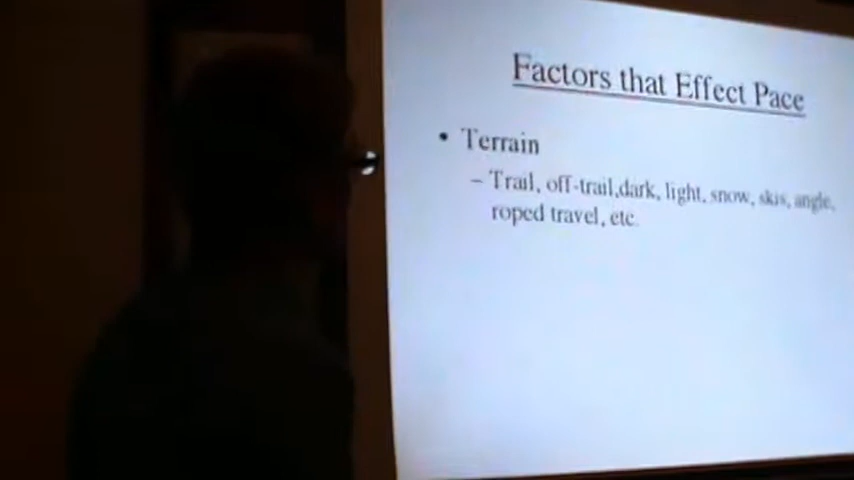 Factors that Effect Pace
• Terrain
– Trail, off-trail,dark, light, snow, skis, angle,
roped travel, etc.